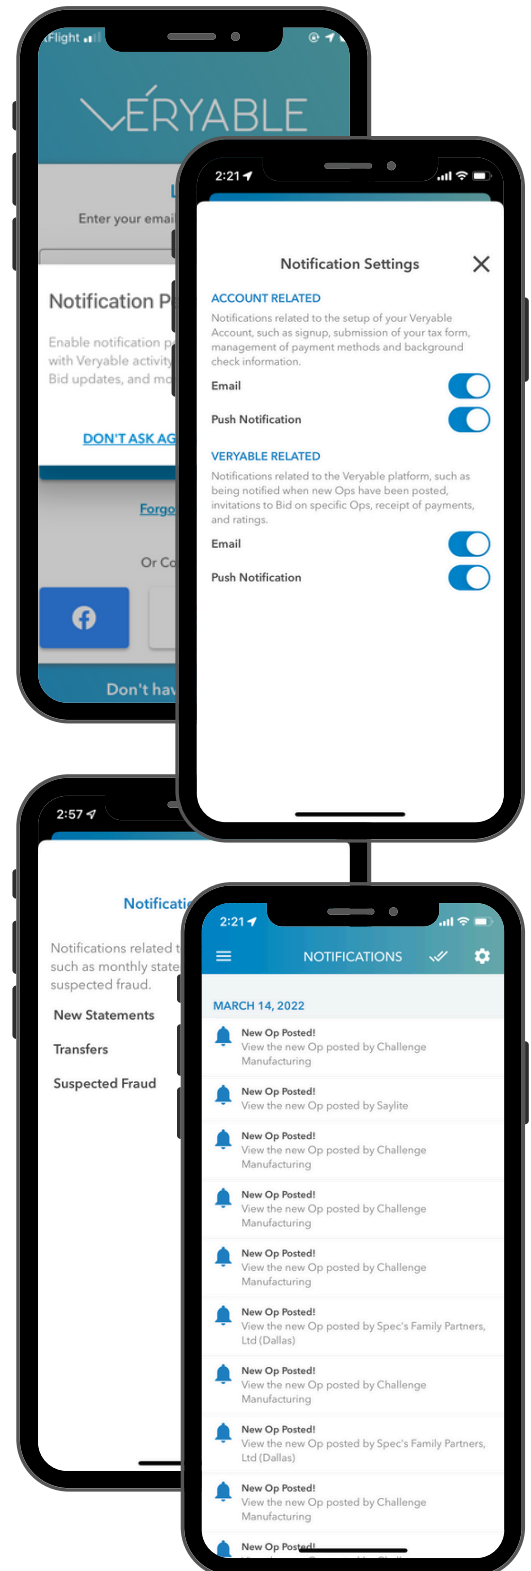 Flight
VÉRYABLE
Enter your emai
Notification P
Enable notification p
with Veryable activity
Bid updates, and mo
DON'T ASK AG
Forgo
Or Co
Don't hav
2:21
Notification Settings
ACCOUNT RELATED
Notifications related to the setup of your Veryable
Account, such as signup, submission of your tax form,
management of payment methods and background
check information.
Email
Push Notification
VERYABLE RELATED
Notifications related to the Veryable platform, such as
being notified when new Ops have been posted,
invitations to Bid on specific Ops, receipt of payments,
and ratings.
Email
Push Notification
2:57
Notificatio
Notifications related t
such as monthly state
suspected fraud.
New Statements
Transfers
Suspected Fraud
2:21
NOTIFICATIONS
MARCH 14, 2022
New Op Posted!
View the new Op posted by Challenge
Manufacturing
New Op Posted!
View the new Op posted by Saylite
New Op Posted!
View the new Op posted by Challenge
Manufacturing
New Op Posted!
View the new Op posted by Challenge
Manufacturing
New Op Posted!
View the new Op posted by Challenge
Manufacturing
New Op Posted!
View the new Op posted by Spec's Family Partners,
Ltd (Dallas)
New Op Posted!
View the new Op posted by Challenge
Manufacturing
New Op Posted!
View the new Op posted by Spec's Family Partners,
Ltd (Dallas)
New Op Posted!
View the new Op posted by Challenge
Manufacturing
New Op Posted!